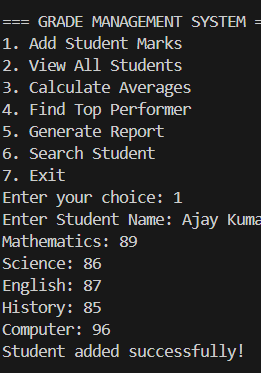 === GRADE MANAGEMENT SYSTEM =
1. Add Student Marks
2. View All Students
3. Calculate Averages
4. Find Top Performer
5. Generate Report
6. Search Student
7. Exit
Enter your choice: 1
Enter Student Name: Ajay Kuma
Mathematics: 89
Science: 86
English: 87
History: 85
Computer: 96
Student added successfully!